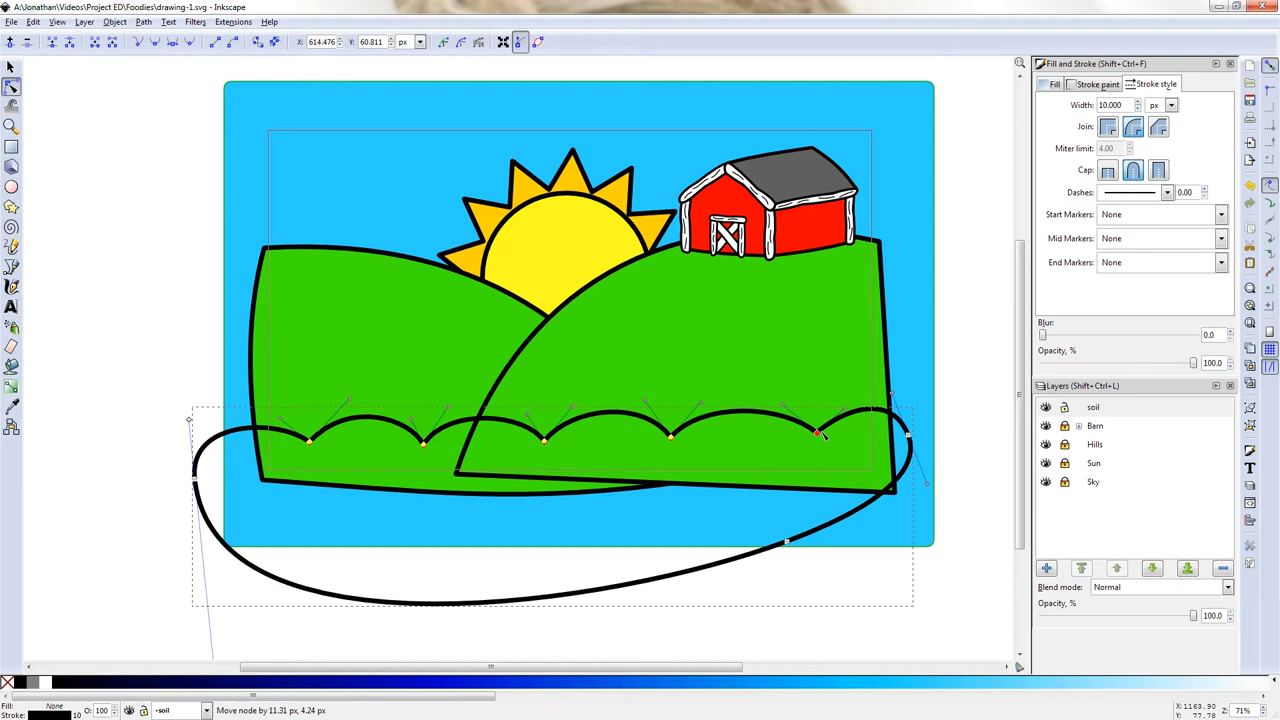 A:\Jonathan\Videos\Project ED\Foodies\drawing-1.svg - Inkscape
File Edit View Layer Object Path Text Filters Extensions Help
X: 614.476 Y: 60.811 px
Fill and Stroke (Shift+Ctrl+F)
Fill Stroke paint Stroke style
Width: 10.000 px
Join:
Miter limit: 4.00
Cap:
Dashes: 0.00
Start Markers: None
Mid Markers: None
End Markers: None
Blur:
0.0
Opacity, %
100.0
Layers (Shift+Ctrl+L)
soil
Barn
Hills
Sun
Sky
Blend mode: Normal
Opacity, %
100.0
Fill: None
Stroke: 10
O: 100
•soil
Move node by 11.31 px, 4.24 px
X: 1163.90
Y: 77.78
Z: 71%